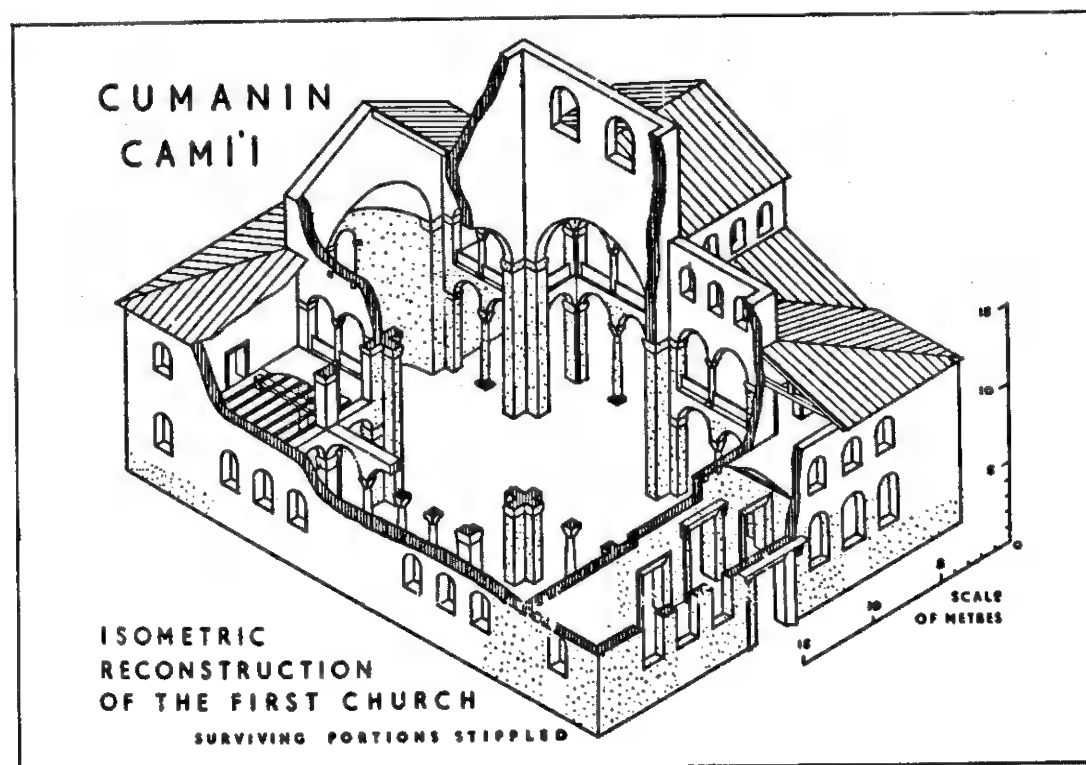 CUMANIN
CAMİ'İ
15
10
5
0
5
10
15
SCALE
OF METRES
ISOMETRIC
RECONSTRUCTION
OF THE FIRST CHURCH
SURVIVING PORTIONS STIPPLED